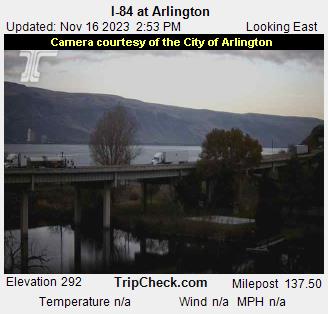 I-84 at Arlington
Updated: Nov 16 2023 2:53 PM Looking East
Camera courtesy of the City of Arlington
Elevation 292 TripCheck.com Milepost 137.50
Temperature n/a Wind n/a MPH n/a